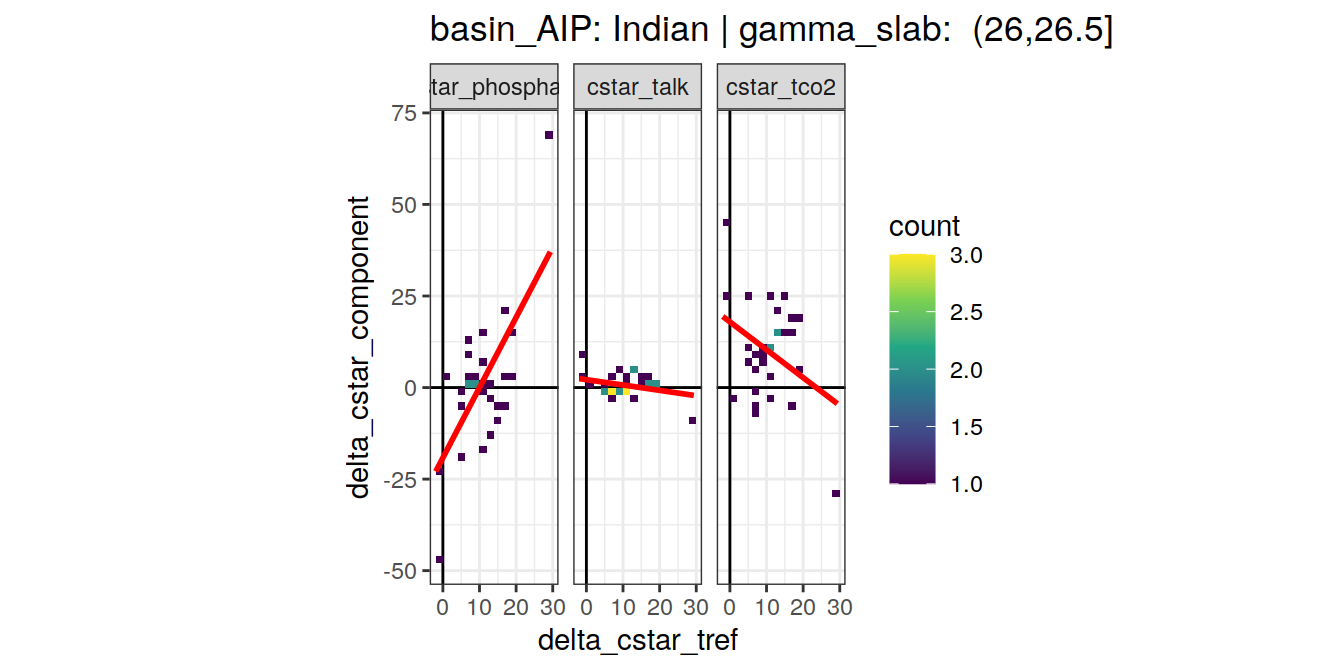 basin_AIP: Indian | gamma_slab:  (26,26.5]
tar_phospha
cstar_talk
cstar_tco2
75
50
25
0
-25
-50
delta_cstar_component
0 10 20 30
0 10 20 30
0 10 20 30
delta_cstar_tref
count
3.0
2.5
2.0
1.5
1.0